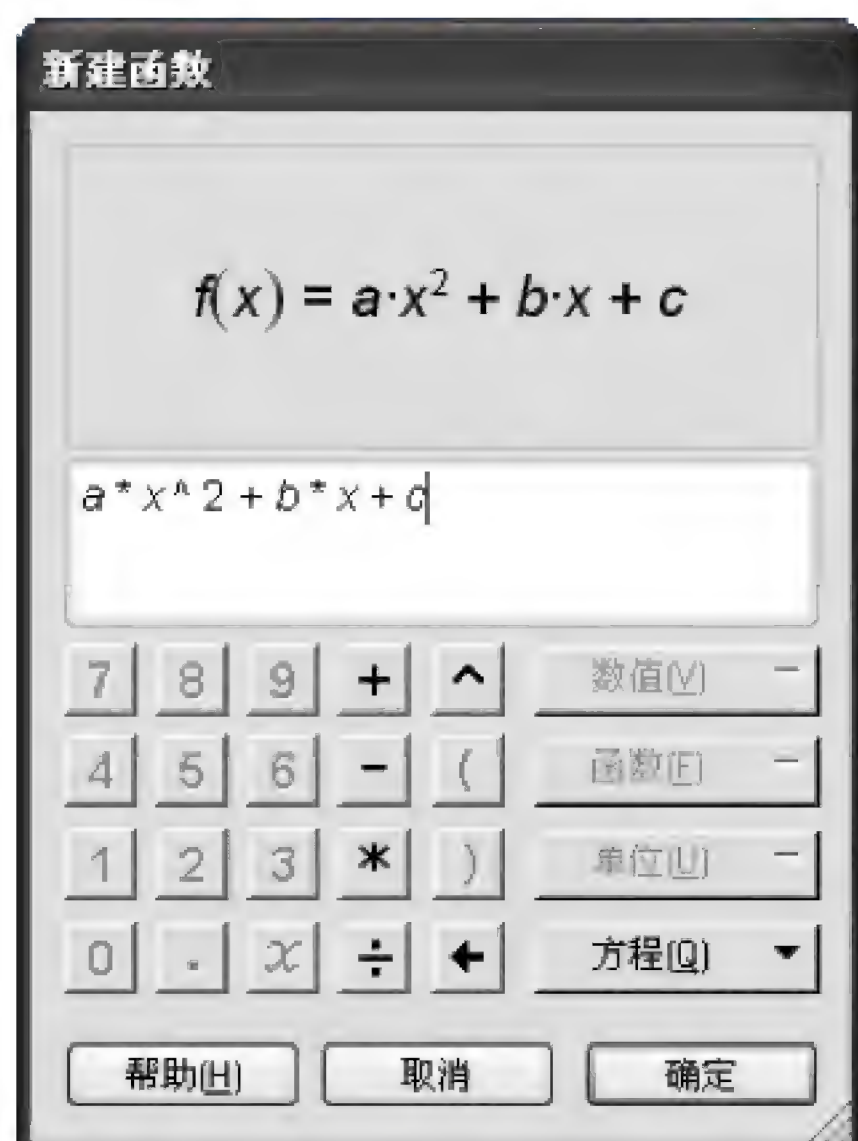 新建函数
f(x) = a·x² + b·x + c
a*x^2+b*x+c
7 8 9 + ^ 数值(V)
4 5 6 - ( 函数(F)
1 2 3 * ) 单位(U)
0 . x ÷ ← 方程(Q)
帮助(H) 取消 确定